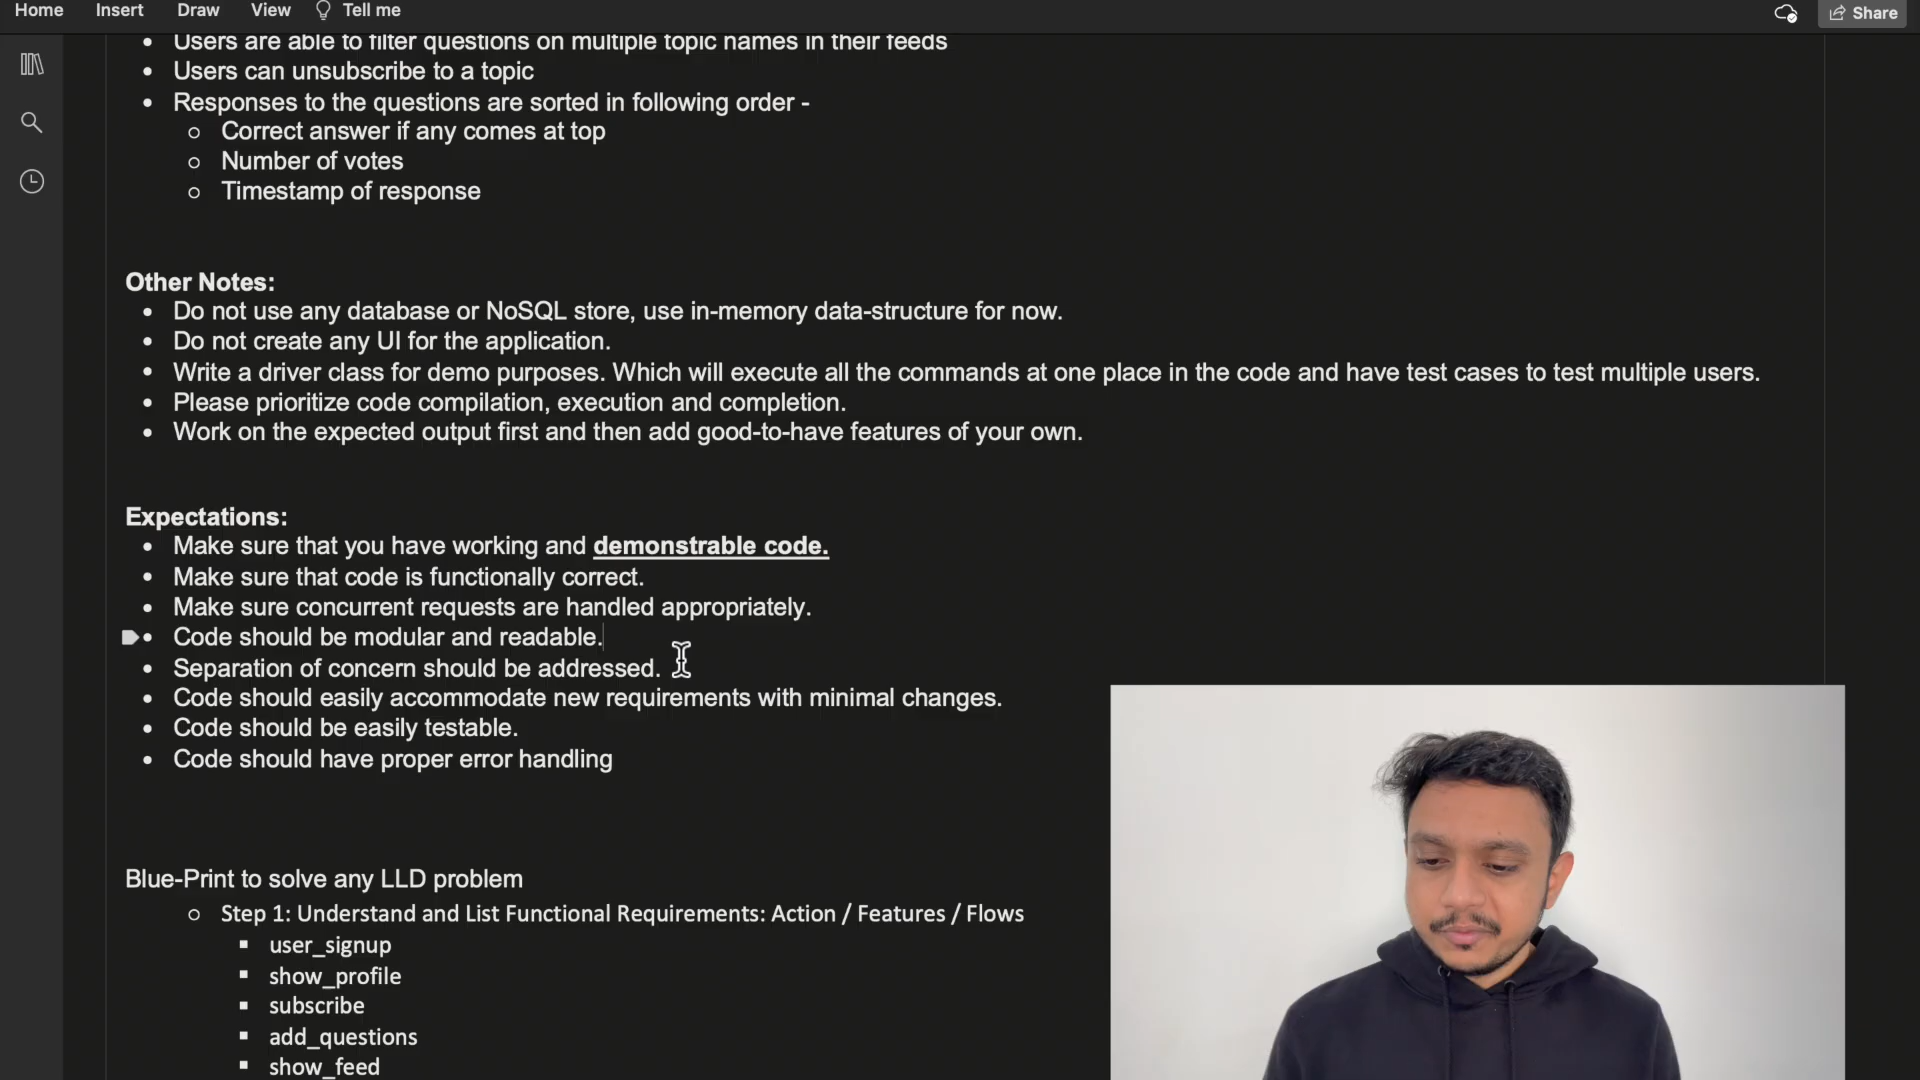 Home Insert Draw View Tell me Share
Users are able to filter questions on multiple topic names in their feeds
Users can unsubscribe to a topic
Responses to the questions are sorted in following order -
Correct answer if any comes at top
Number of votes
Timestamp of response
Other Notes:
Do not use any database or NoSQL store, use in-memory data-structure for now.
Do not create any UI for the application.
Write a driver class for demo purposes. Which will execute all the commands at one place in the code and have test cases to test multiple users.
Please prioritize code compilation, execution and completion.
Work on the expected output first and then add good-to-have features of your own.
Expectations:
Make sure that you have working and demonstrable code.
Make sure that code is functionally correct.
Make sure concurrent requests are handled appropriately.
Code should be modular and readable.
Separation of concern should be addressed.
Code should easily accommodate new requirements with minimal changes.
Code should be easily testable.
Code should have proper error handling
Blue-Print to solve any LLD problem
Step 1: Understand and List Functional Requirements: Action / Features / Flows
user_signup
show_profile
subscribe
add_questions
show_feed